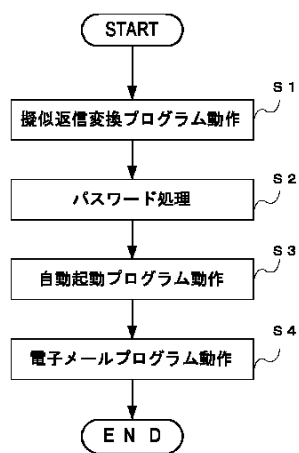 START
S1
擬似返信変換プログラム動作
S2
パスワード処理
S3
自動起動プログラム動作
S4
電子メールプログラム動作
END